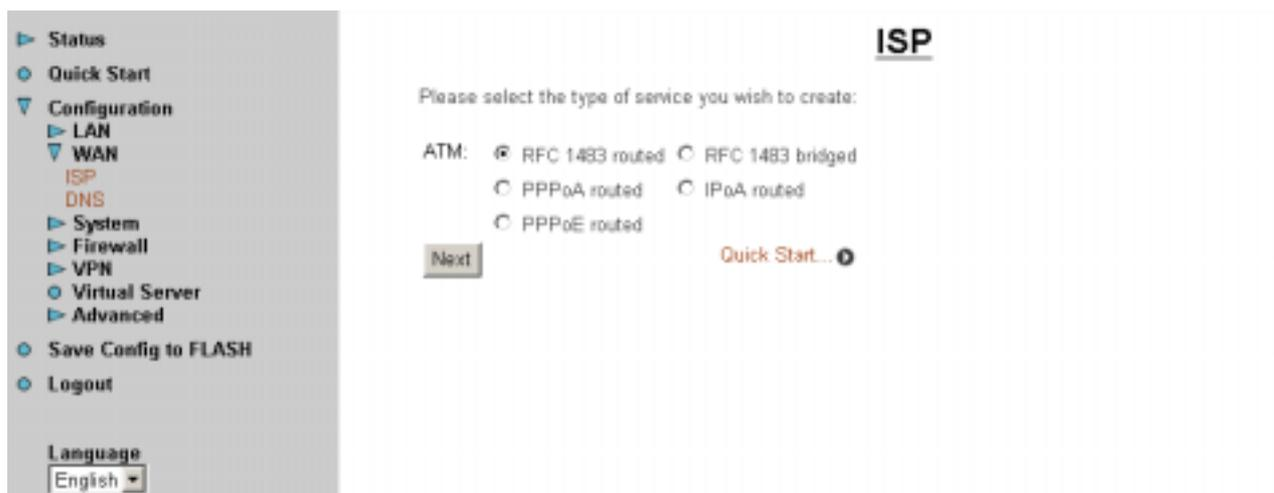 Status
Quick Start
Configuration
LAN
WAN
ISP
DNS
System
Firewall
VPN
Virtual Server
Advanced
Save Config to FLASH
Logout
Language
English
ISP
Please select the type of service you wish to create:
ATM: RFC 1483 routed RFC 1483 bridged
PPPoA routed IPoA routed
PPPoE routed
Next Quick Start...